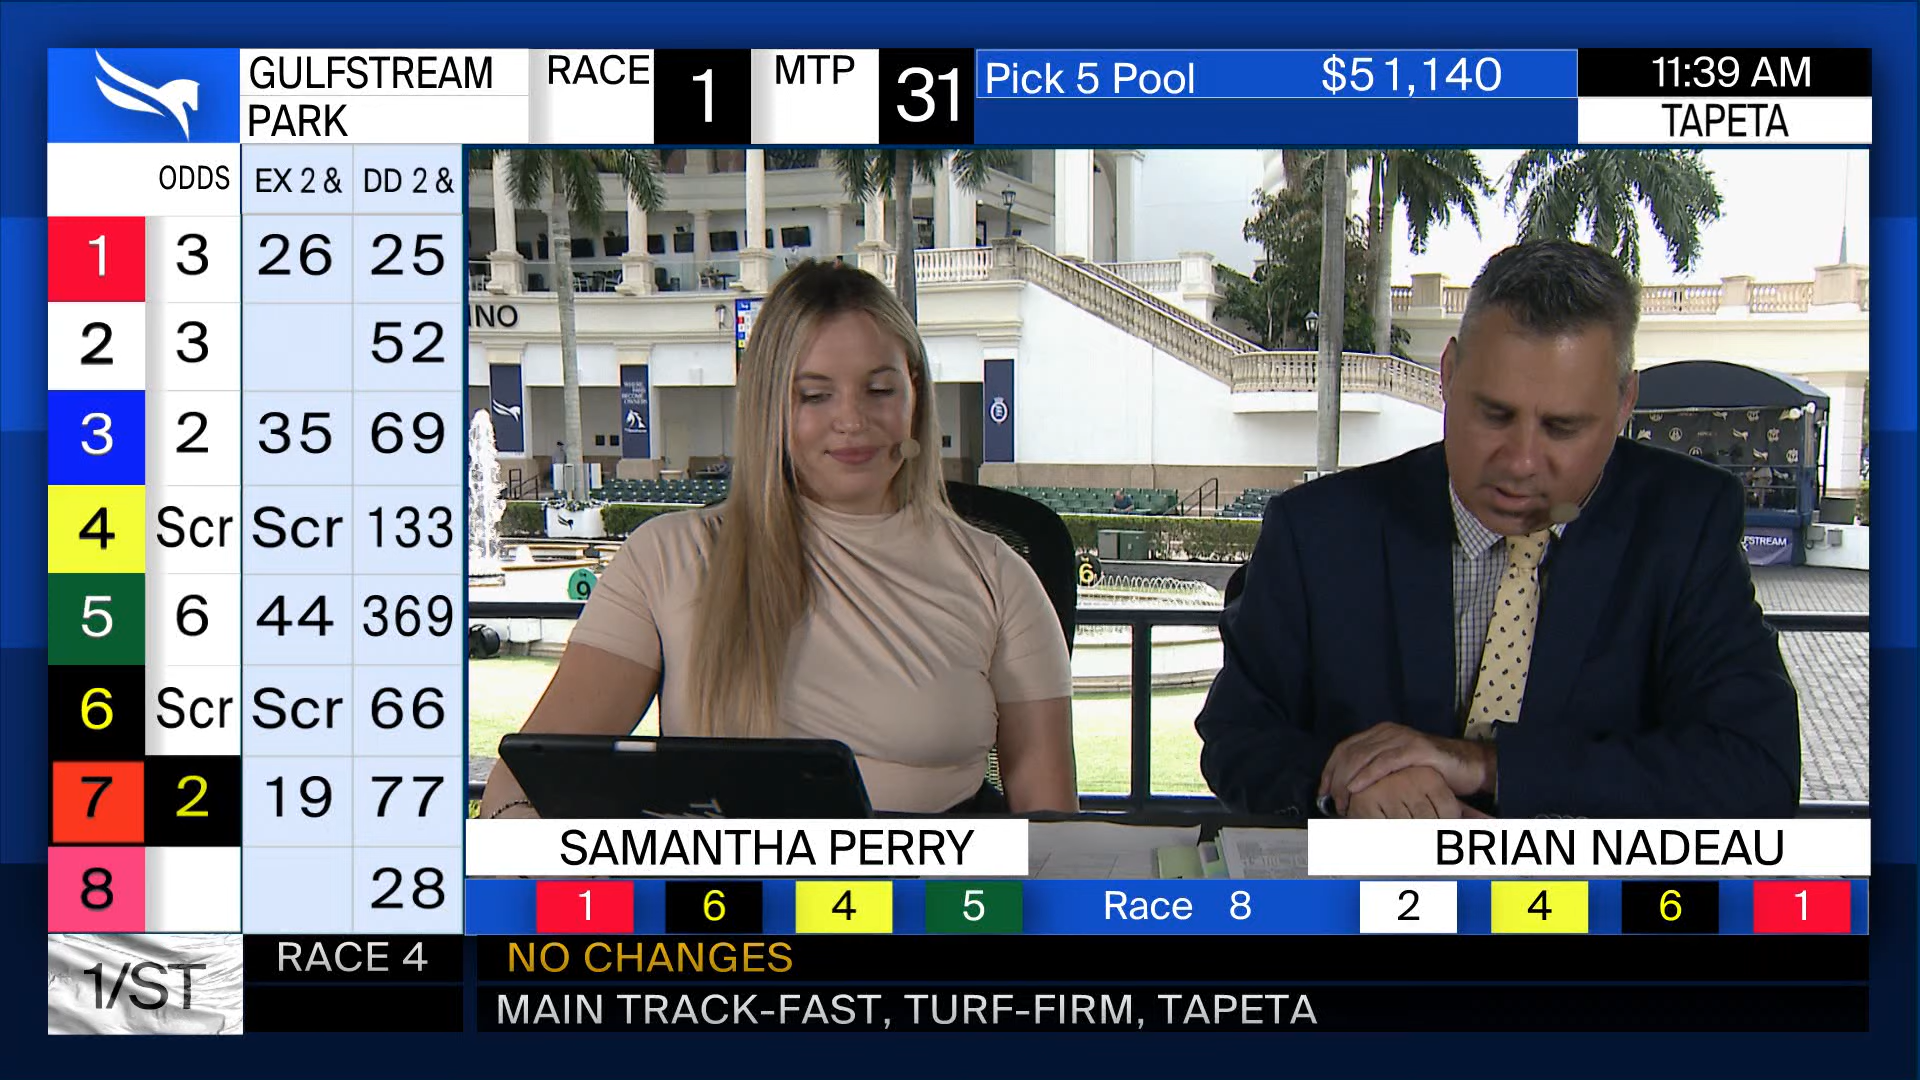 GULFSTREAM
PARK
RACE 1 MTP 31
Pick 5 Pool $51,140
11:39 AM
TAPETA
ODDS EX 2 & DD 2 &
1 3 26 25
2 3 52
3 2 35 69
4 Scr Scr 133
5 6 44 369
6 Scr Scr 66
7 2 19 77
8 28
INO
9
6
SAMANTHA PERRY
BRIAN NADEAU
1 6 4 5 Race 8 2 4 6 1
1/ST
RACE 4 NO CHANGES
MAIN TRACK-FAST, TURF-FIRM, TAPETA